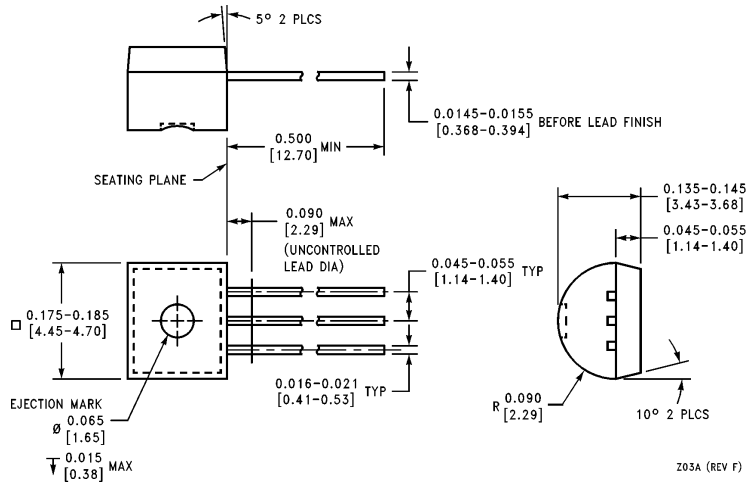 5° 2 PLCS
0.0145-0.0155
[0.368-0.394] BEFORE LEAD FINISH
0.500
[12.70] MIN
SEATING PLANE
0.090
[2.29] MAX
(UNCONTROLLED
LEAD DIA)
0.135-0.145
[3.43-3.68]
0.045-0.055
[1.14-1.40]
0.045-0.055
[1.14-1.40] TYP
0.175-0.185
[4.45-4.70]
0.016-0.021
[0.41-0.53] TYP
EJECTION MARK
ø 0.065
[1.65]
0.015
[0.38] MAX
R 0.090
[2.29]
10° 2 PLCS
Z03A (REV F)